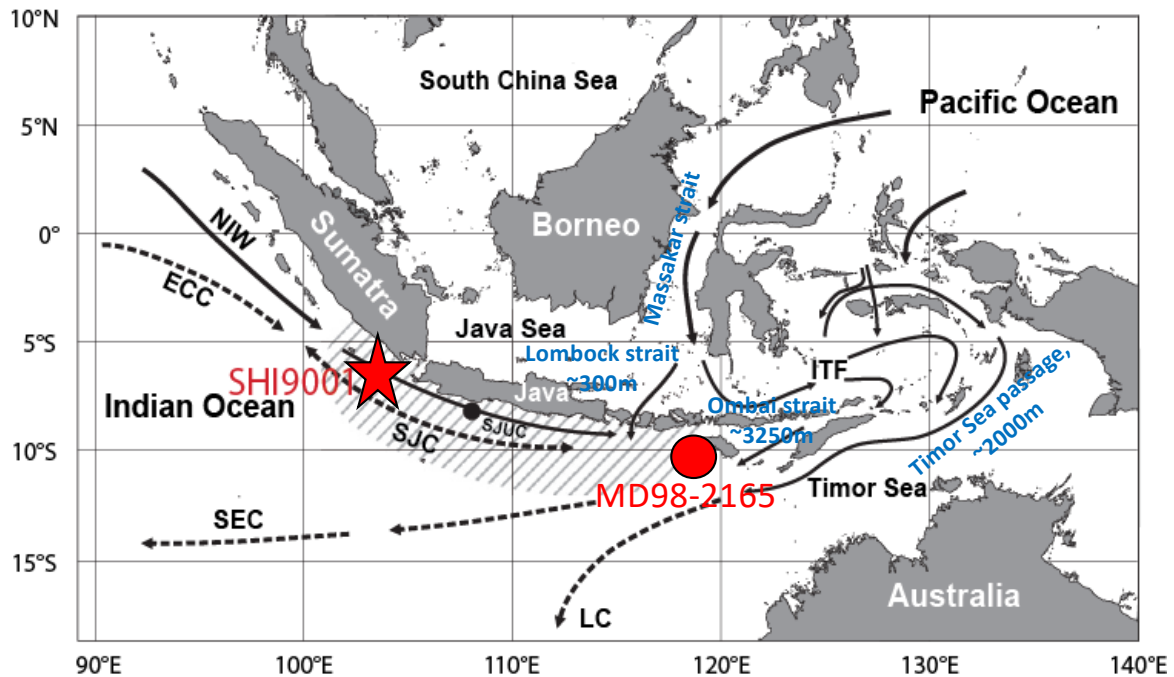 10°N
5°N
0°
5°S
10°S
15°S
90°E
100°E
110°E
120°E
130°E
140°E
South China Sea
Pacific Ocean
Borneo
Sumatra
NIW
ECC
Massakar strait
Java Sea
Lombock strait
~300m
SHI9001
Indian Ocean
Java
ITF
SJC
SJUC
Ombai strait
~3250m
Timor Sea passage,
~2000m
MD98-2165
Timor Sea
SEC
LC
Australia